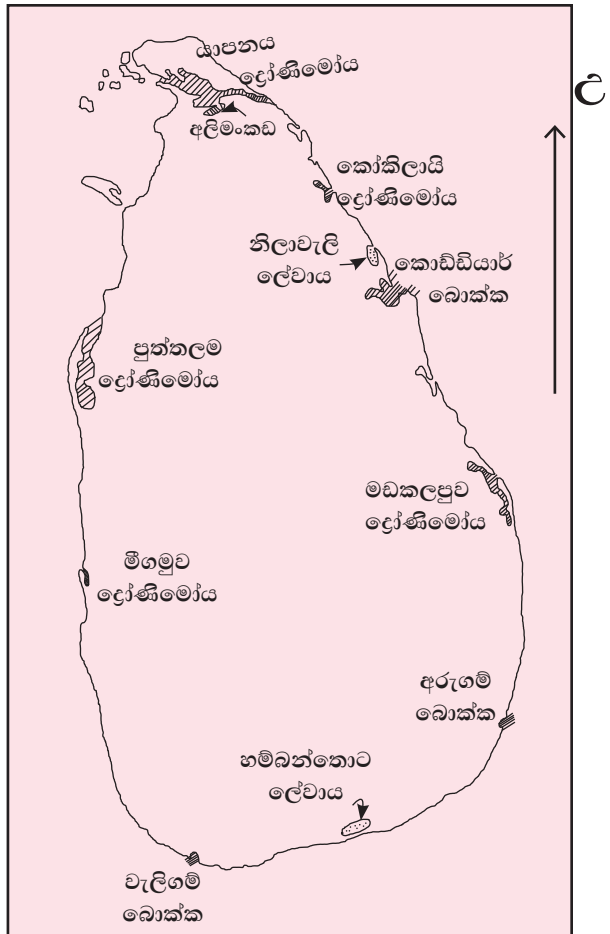 යාපනය
ද්‍රෝණිමෝය
උ
අලිමංකඩ
කෝකිලායි
ද්‍රෝණිමෝය
නිලාවැලි
ලේවාය
කොඩ්ඩියාර්
බොක්ක
පුත්තලම
ද්‍රෝණිමෝය
මඩකලපුව
ද්‍රෝණිමෝය
මීගමුව
ද්‍රෝණිමෝය
අරුගම්
බොක්ක
හම්බන්තොට
ලේවාය
වැලිගම්
බොක්ක